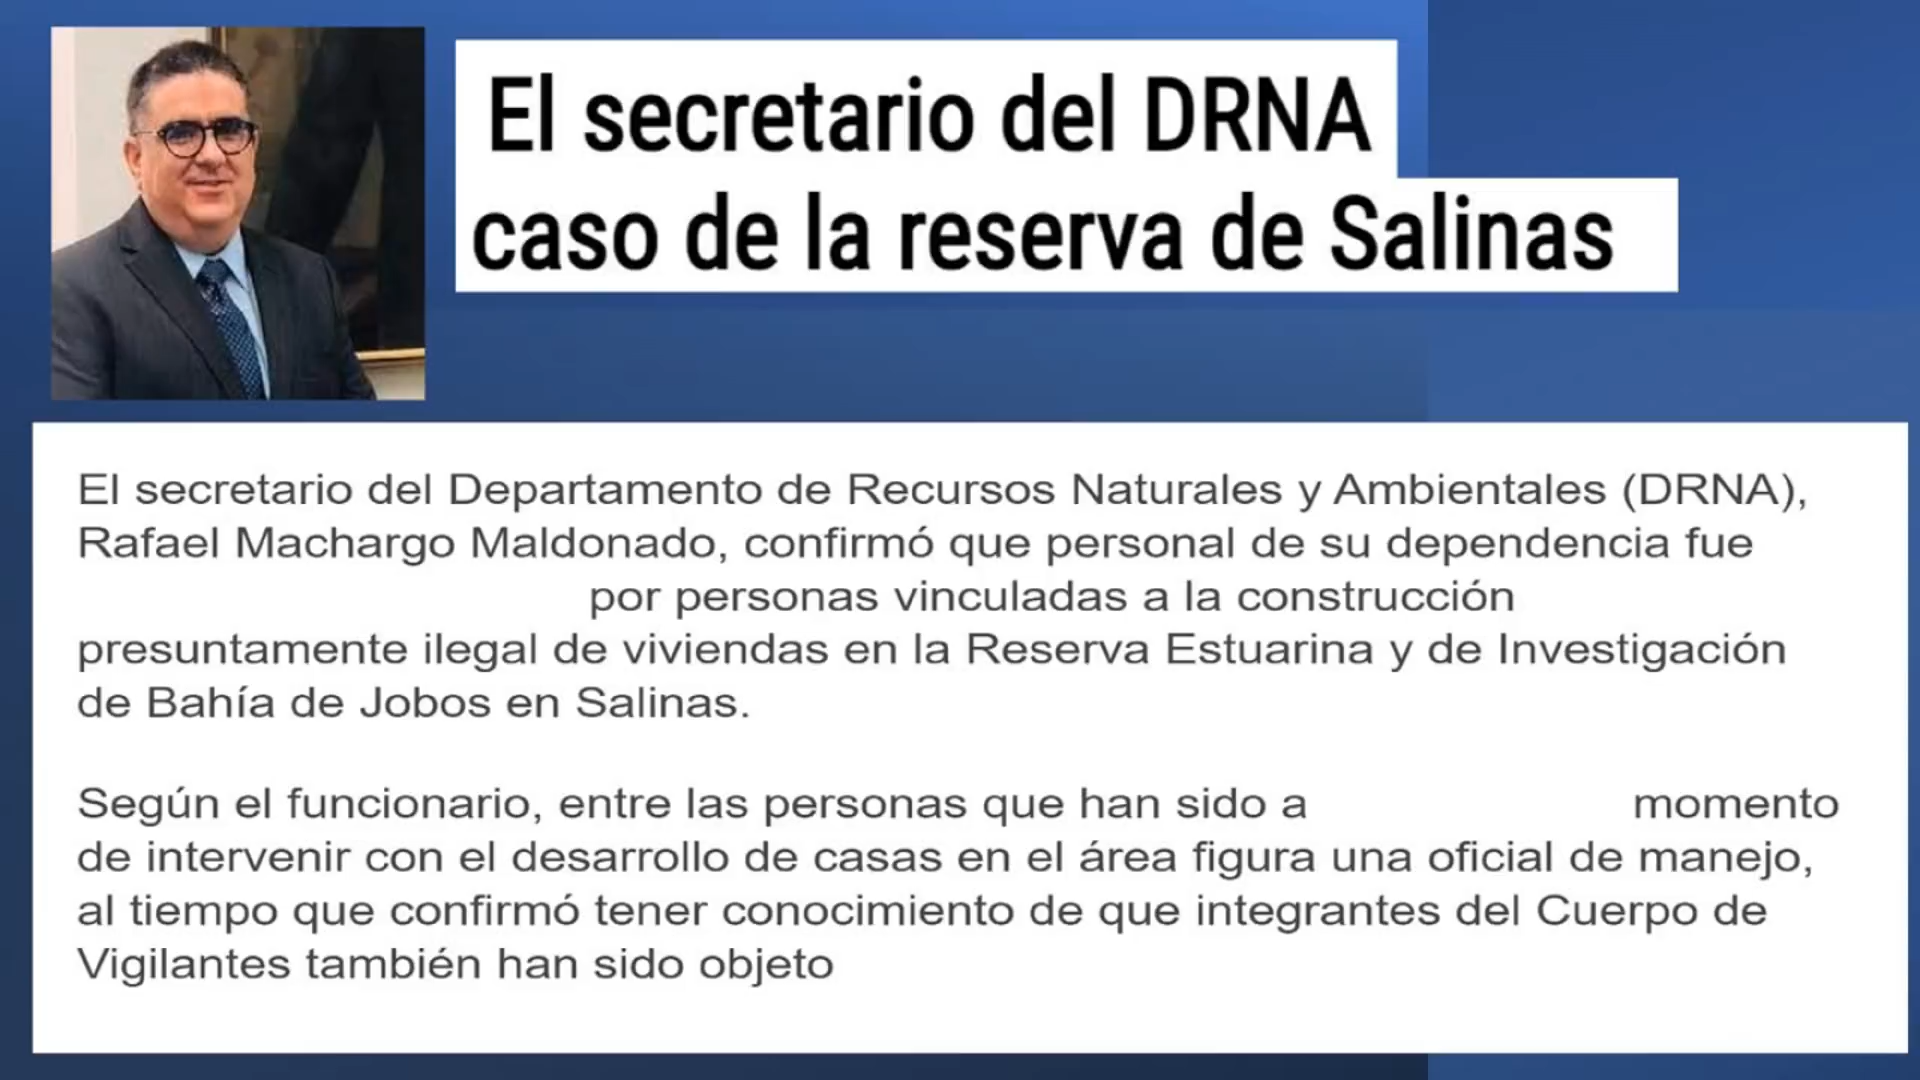 El secretario del DRNA
caso de la reserva de Salinas
El secretario del Departamento de Recursos Naturales y Ambientales (DRNA),
Rafael Machargo Maldonado, confirmó que personal de su dependencia fue
por personas vinculadas a la construcción
presuntamente ilegal de viviendas en la Reserva Estuarina y de Investigación
de Bahía de Jobos en Salinas.
Según el funcionario, entre las personas que han sido a momento
de intervenir con el desarrollo de casas en el área figura una oficial de manejo,
al tiempo que confirmó tener conocimiento de que integrantes del Cuerpo de
Vigilantes también han sido objeto